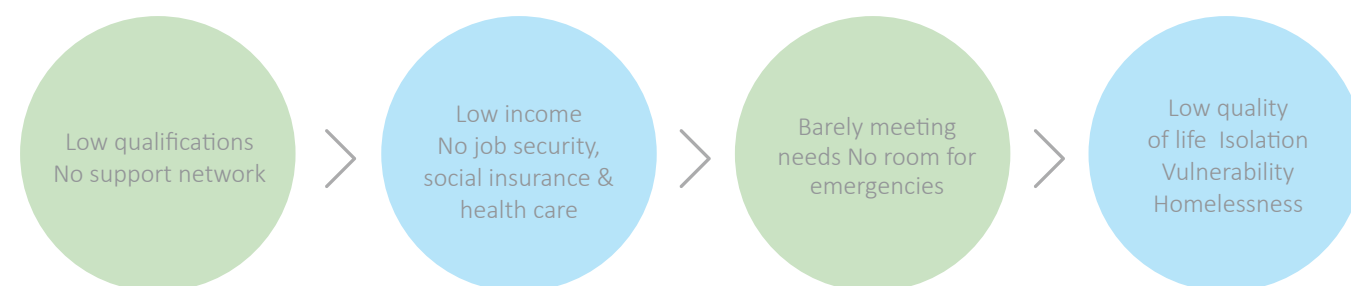 Low qualifications
No support network
Low income
No job security,
social insurance &
health care
Barely meeting
needs No room for
emergencies
Low quality
of life  Isolation
Vulnerability
Homelessness